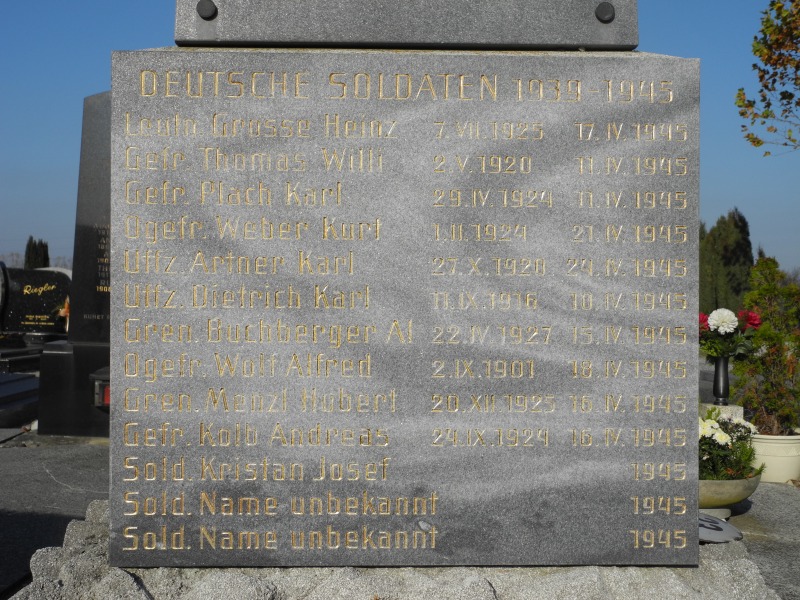 DEUTSCHE SOLDATEN 1939-1945
Leutn. Grosse Heinz 7.VII.1925 17.IV.1945
Gefr. Thomas Willi 2.V.1920 11.IV.1945
Gefr. Plach Karl 29.IV.1924 11.IV.1945
Ogefr. Weber Kurt 1.II.1924 21.IV.1945
Uffz. Artner Karl 27.X.1920 24.IV.1945
Uffz. Dietrich Karl 11.IX.1916 10.IV.1945
Gren. Buchberger Al 22.IV.1927 15.IV.1945
Ogefr. Wolf Alfred 2.IX.1901 18.IV.1945
Gren. Menzl Hubert 20.XII.1925 16.IV.1945
Gefr. Kolb Andreas 24.IX.1924 16.IV.1945
Sold. Kristan Josef 1945
Sold. Name unbekannt 1945
Sold. Name unbekannt 1945
Riegler